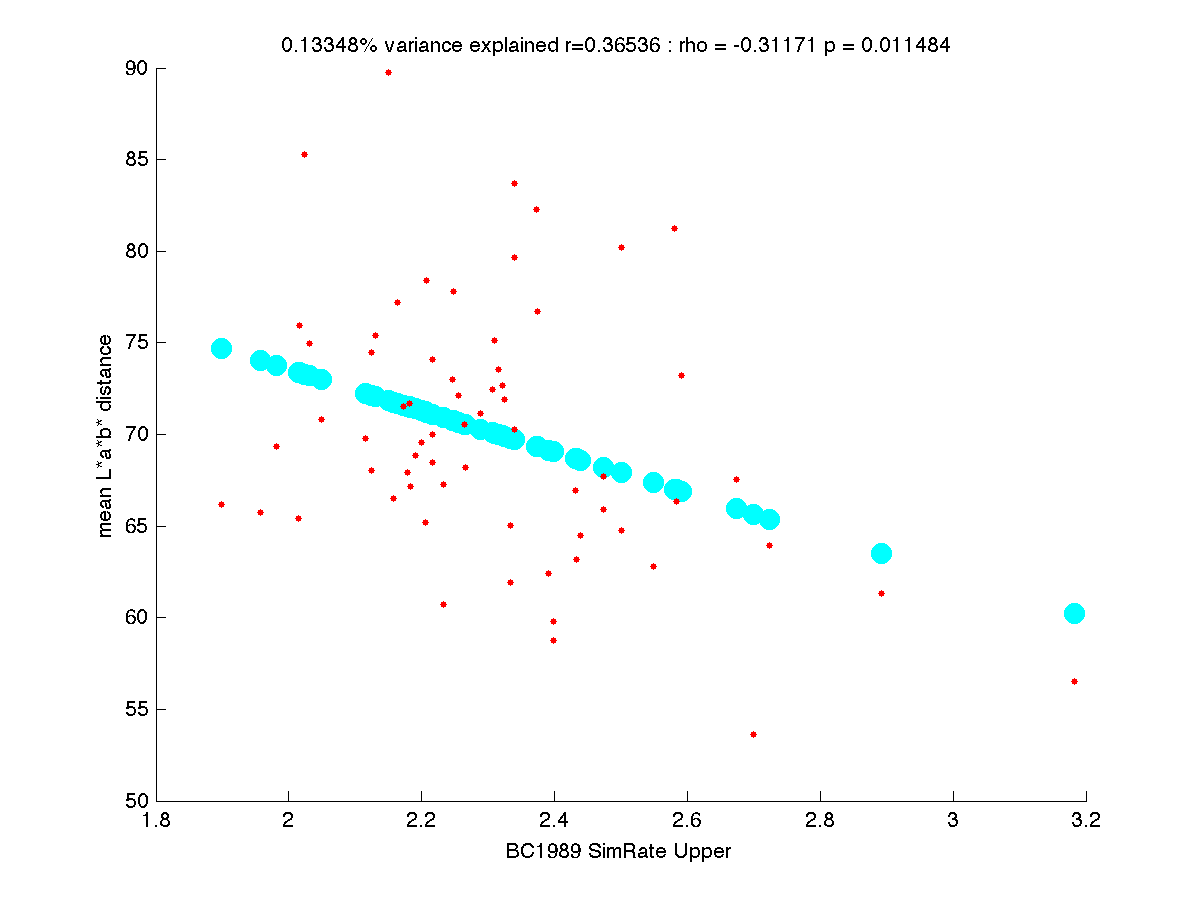 0.13348% variance explained r=0.36536 : rho = -0.31171 p = 0.011484
90
85
80
75
70
65
60
55
50
mean L*a*b* distance
1.8 2 2.2 2.4 2.6 2.8 3 3.2
BC1989 SimRate Upper